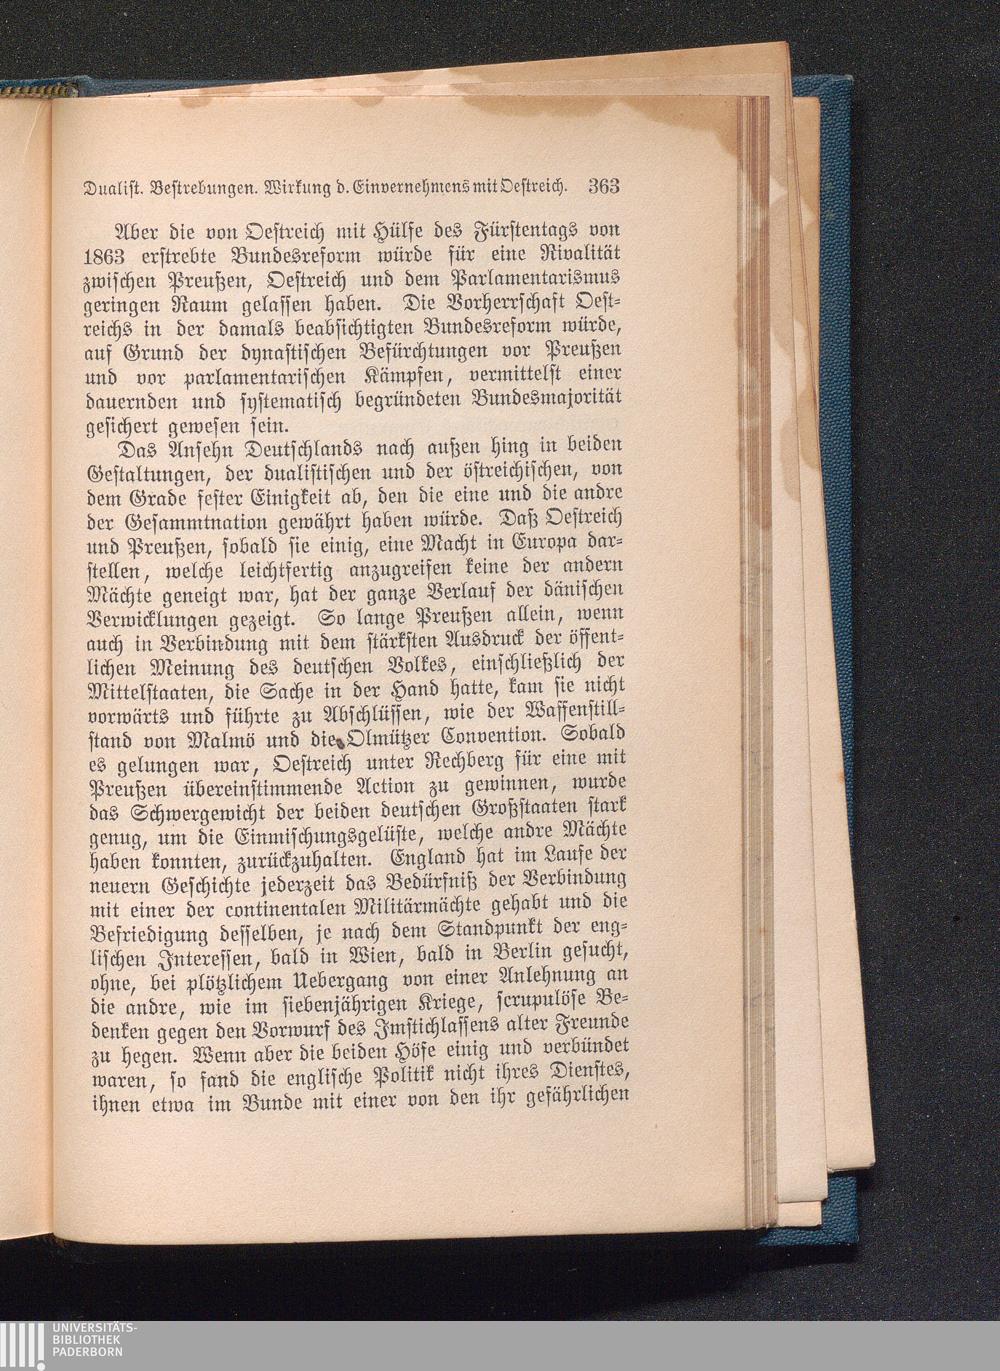 Dualist. Bestrebungen. Wirkung d. Einvernehmens mit Oestreich. 363
Aber die von Oestreich mit Hülfe des Fürstentags von
1863 erstrebte Bundesreform würde für eine Rivalität
zwischen Preußen, Oestreich und dem Parlamentarismus
geringen Raum gelassen haben. Die Vorherrschaft Oest-
reichs in der damals beabsichtigten Bundesreform würde,
auf Grund der dynastischen Befürchtungen vor Preußen
und vor parlamentarischen Kämpfen, vermittelst einer
dauernden und systematisch begründeten Bundesmajorität
gesichert gewesen sein.
Das Ansehn Deutschlands nach außen hing in beiden
Gestaltungen, der dualistischen und der östreichischen, von
dem Grade fester Einigkeit ab, den die eine und die andre
der Gesammtnation gewährt haben würde. Daß Oestreich
und Preußen, sobald sie einig, eine Macht in Europa dar-
stellen, welche leichtfertig anzugreifen keine der andern
Mächte geneigt war, hat der ganze Verlauf der dänischen
Verwicklungen gezeigt. So lange Preußen allein, wenn
auch in Verbindung mit dem stärksten Ausdruck der öffent-
lichen Meinung des deutschen Volkes, einschließlich der
Mittelstaaten, die Sache in der Hand hatte, kam sie nicht
vorwärts und führte zu Abschlüssen, wie der Waffenstill-
stand von Malmö und die Olmützer Convention. Sobald
es gelungen war, Oestreich unter Rechberg für eine mit
Preußen übereinstimmende Action zu gewinnen, wurde
das Schwergewicht der beiden deutschen Großstaaten stark
genug, um die Einmischungsgelüste, welche andre Mächte
haben konnten, zurückzuhalten. England hat im Laufe der
neuern Geschichte jederzeit das Bedürfniß der Verbindung
mit einer der continentalen Militärmächte gehabt und die
Befriedigung desselben, je nach dem Standpunkt der eng-
lischen Interessen, bald in Wien, bald in Berlin gesucht,
ohne, bei plötzlichem Uebergang von einer Anlehnung an
die andre, wie im siebenjährigen Kriege, scrupulöse Be-
denken gegen den Vorwurf des Imstichlassens alter Freunde
zu hegen. Wenn aber die beiden Höfe einig und verbündet
waren, so fand die englische Politik nicht ihres Dienstes,
ihnen etwa im Bunde mit einer von den ihr gefährlichen
UNIVERSITÄTS-
BIBLIOTHEK
PADERBORN